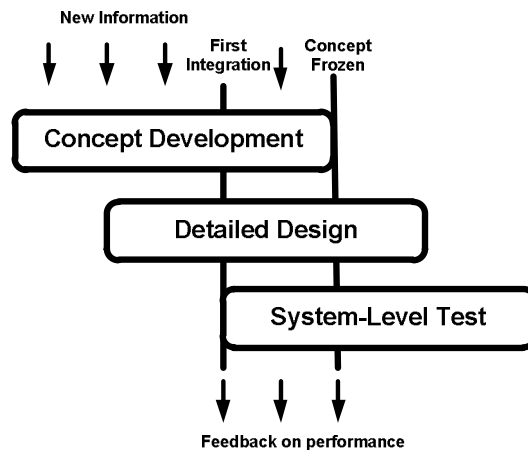 New Information
First
Integration
Concept
Frozen
Concept Development
Detailed Design
System-Level Test
Feedback on performance